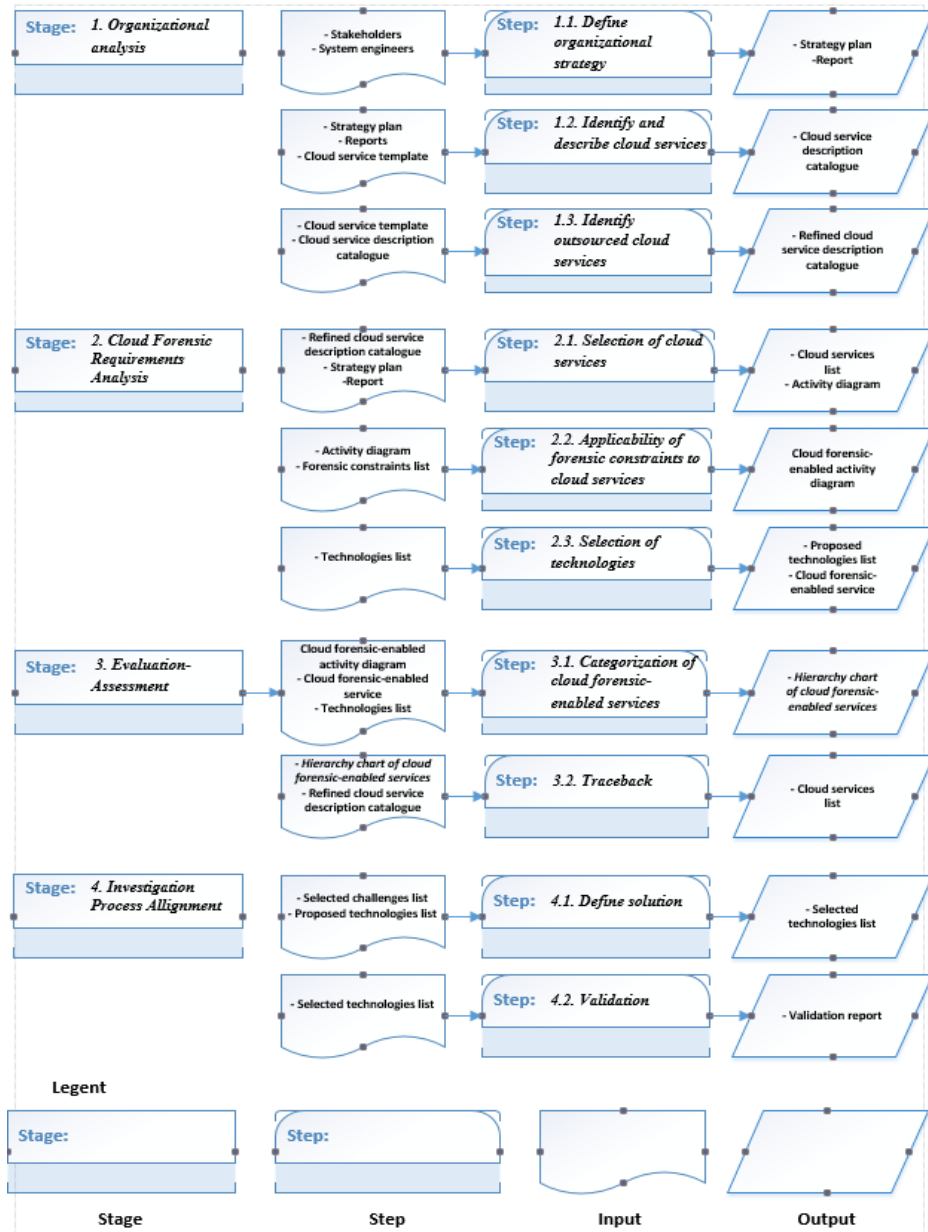 Stage: 1. Organizational
analysis
- Stakeholders
- System engineers
Step: 1.1. Define
organizational
strategy
- Strategy plan
-Report
- Strategy plan
- Reports
- Cloud service template
Step: 1.2. Identify and
describe cloud services
- Cloud service
description
catalogue
- Cloud service template
- Cloud service description
catalogue
Step: 1.3. Identify
outsourced cloud
services
- Refined cloud
service description
catalogue
Stage: 2. Cloud Forensic
Requirements
Analysis
- Refined cloud service
description catalogue
- Strategy plan
-Report
Step: 2.1. Selection of cloud
services
- Cloud services
list
- Activity diagram
- Activity diagram
- Forensic constraints list
Step: 2.2. Applicability of
forensic constraints to
cloud services
Cloud forensic-
enabled activity
diagram
- Technologies list
Step: 2.3. Selection of
technologies
- Proposed
technologies list
- Cloud forensic-
enabled service
Stage: 3. Evaluation-
Assessment
Cloud forensic-enabled
activity diagram
- Cloud forensic-enabled
service
- Technologies list
Step: 3.1. Categorization of
cloud forensic-
enabled services
- Hierarchy chart
of cloud forensic-
enabled services
- Hierarchy chart of cloud
forensic-enabled services
- Refined cloud service
description catalogue
Step: 3.2. Traceback
- Cloud services
list
Stage: 4. Investigation
Process Allignment
- Selected challenges list
- Proposed technologies list
Step: 4.1. Define solution
- Selected
technologies list
- Selected technologies list
Step: 4.2. Validation
- Validation report
Legent
Stage:
Step:
Stage
Step
Input
Output